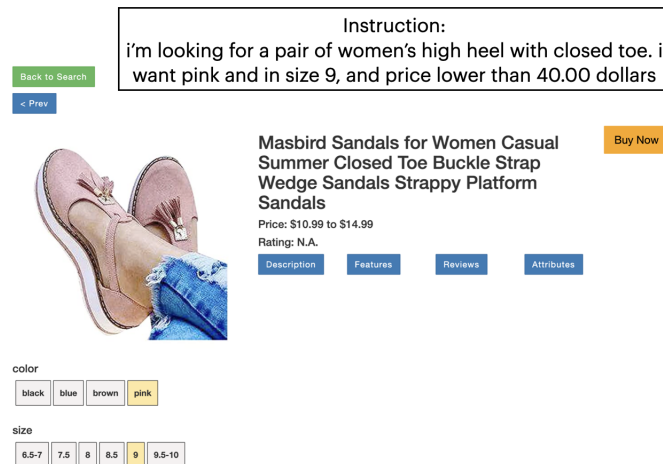 Instruction:
i'm looking for a pair of women's high heel with closed toe. i
want pink and in size 9, and price lower than 40.00 dollars
Back to Search
< Prev
Masbird Sandals for Women Casual
Summer Closed Toe Buckle Strap
Wedge Sandals Strappy Platform
Sandals
Buy Now
Price: $10.99 to $14.99
Rating: N.A.
Description Features Reviews Attributes
color
black blue brown pink
size
6.5-7 7.5 8 8.5 9 9.5-10